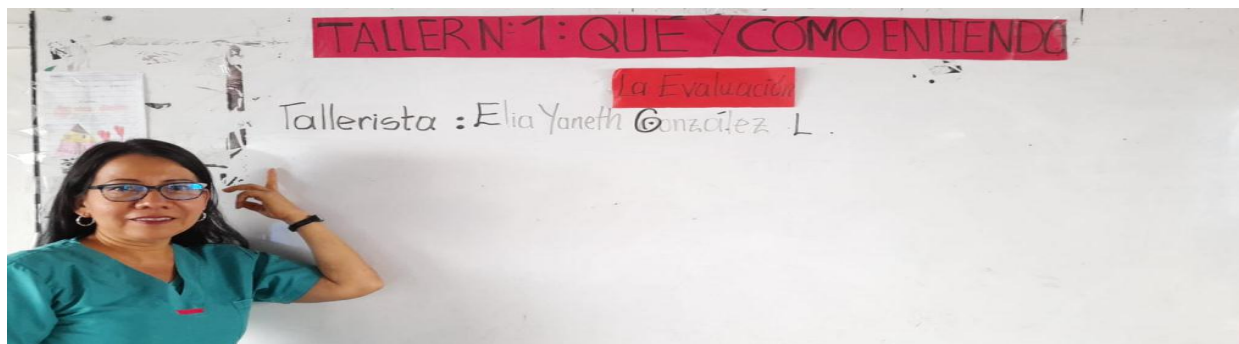 TALLER N: 1: QUE Y CÓMO ENTIENDO
La Evaluación
Tallerista : Elia Yaneth González L .